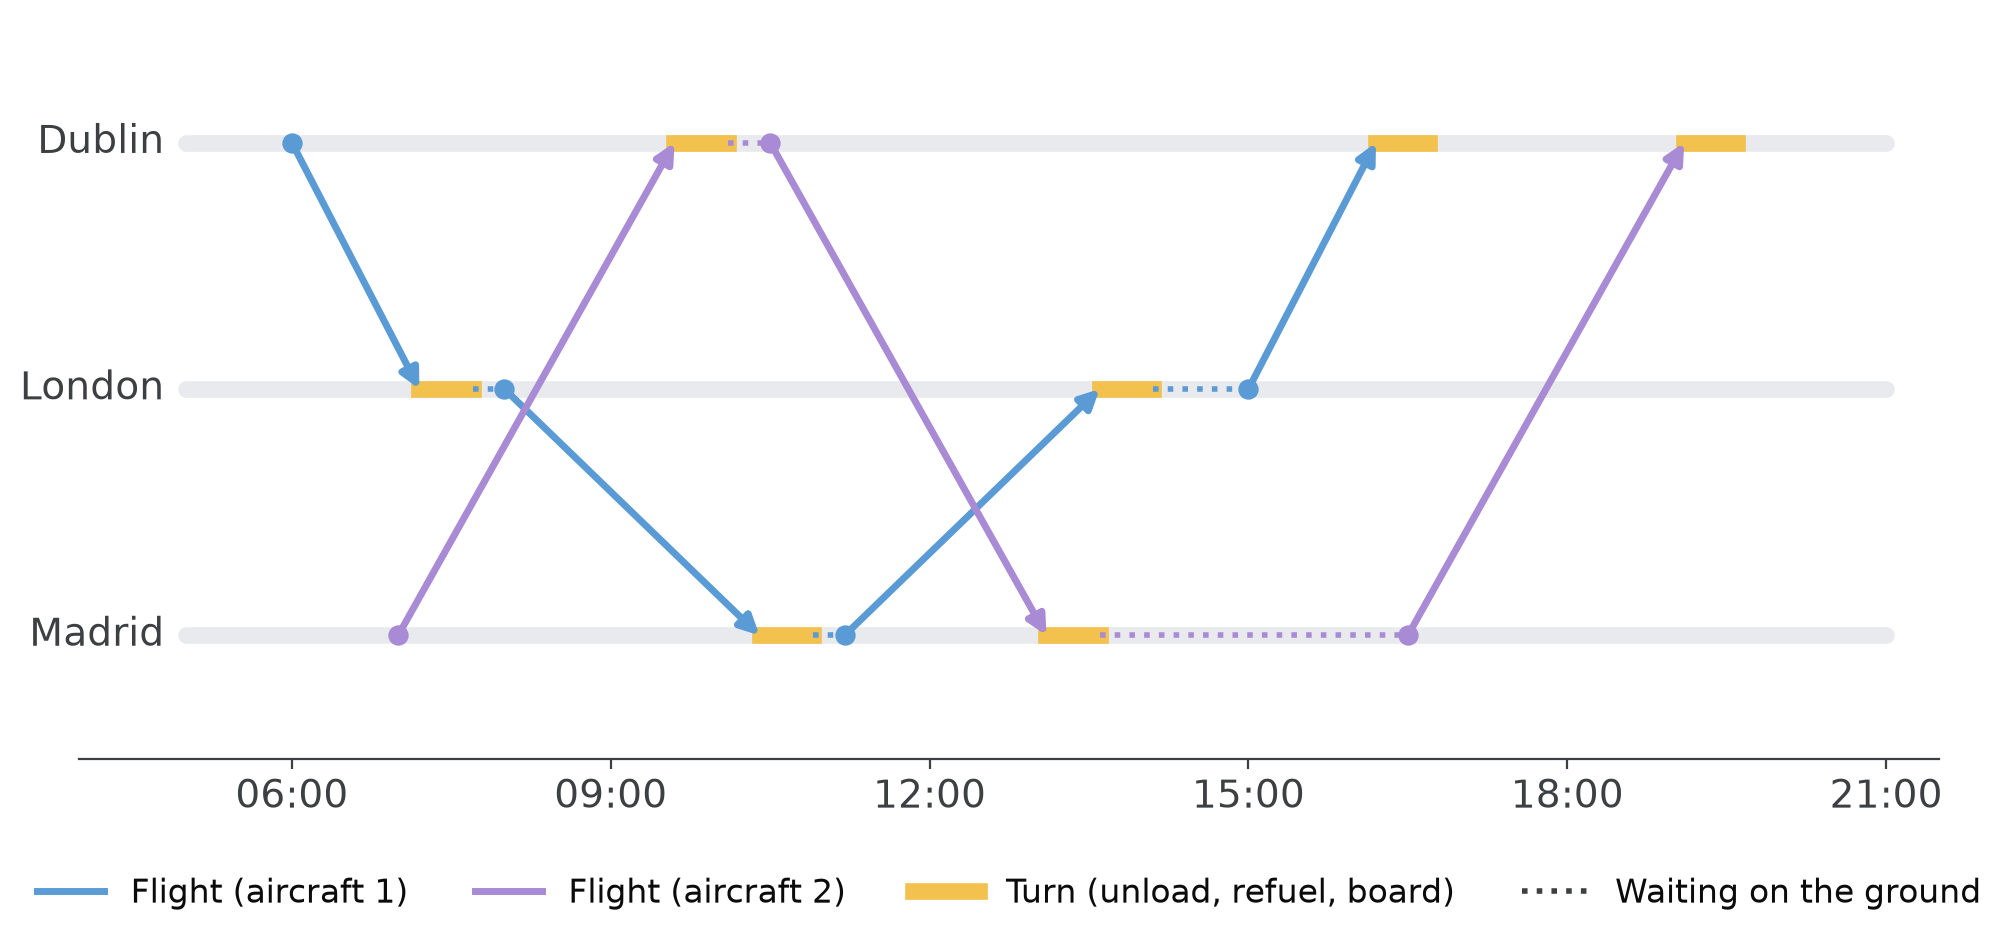 Dublin
London
Madrid
06:00 09:00 12:00 15:00 18:00 21:00
Flight (aircraft 1) Flight (aircraft 2) Turn (unload, refuel, board) Waiting on the ground